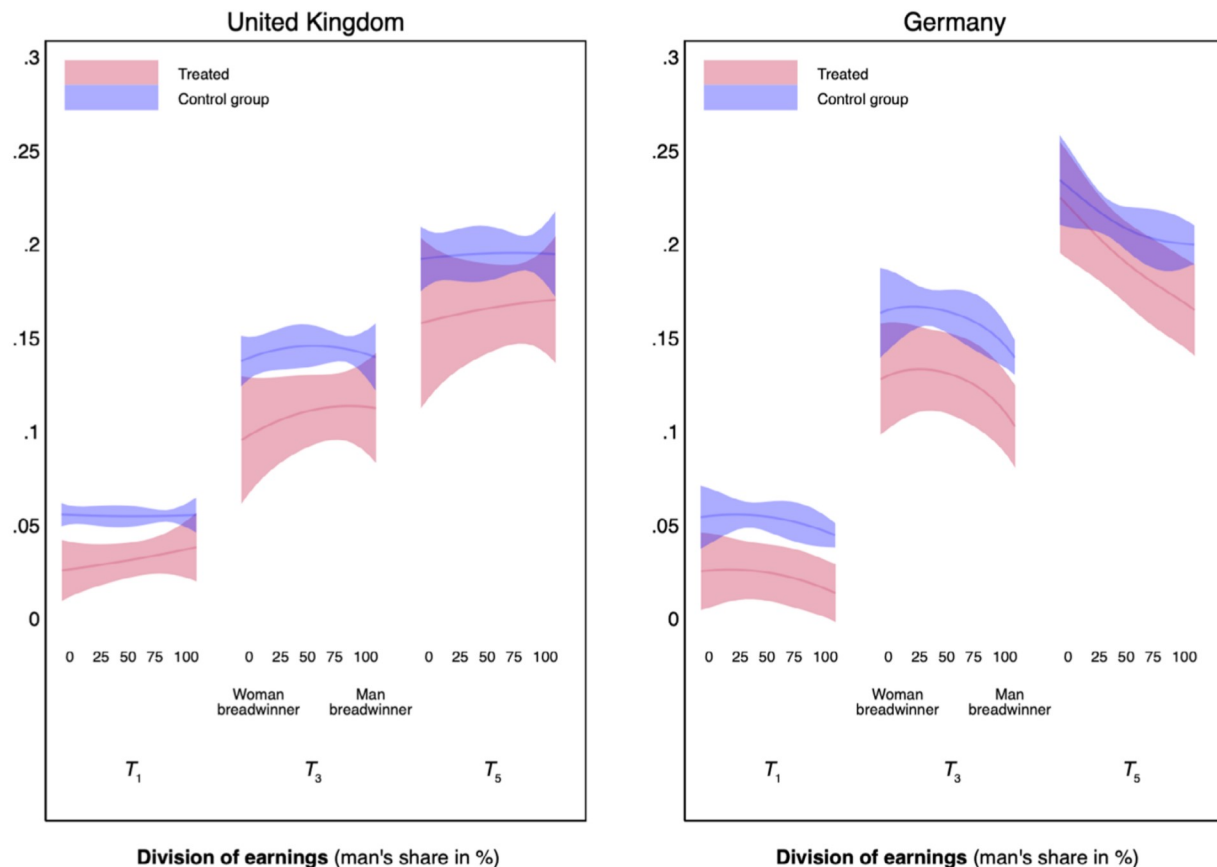 United Kingdom
.3
.25
.2
.15
.1
.05
0
Treated
Control group
0 25 50 75 100
0 25 50 75 100
0 25 50 75 100
Woman
breadwinner
Man
breadwinner
T1
T3
T5
Division of earnings (man's share in %)
Germany
.3
.25
.2
.15
.1
.05
0
Treated
Control group
0 25 50 75 100
0 25 50 75 100
0 25 50 75 100
Woman
breadwinner
Man
breadwinner
T1
T3
T5
Division of earnings (man's share in %)